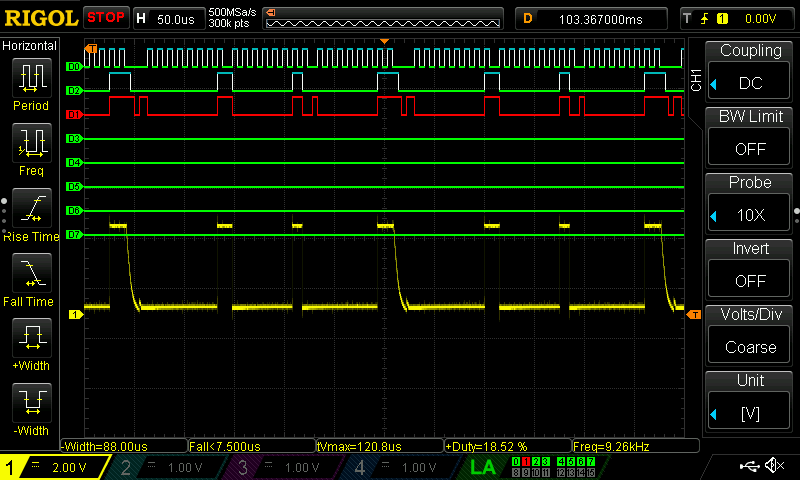 RIGOL STOP H 50.0us 500MSa/s 300k pts D 103.367000ms T 1 0.00V
Horizontal
Period
Freq
Rise Time
Fall Time
+Width
-Width
T
D0
D2
D1
D3
D4
D5
D6
D7
1
T
CH1
Coupling
DC
BW Limit
OFF
Probe
10X
Invert
OFF
Volts/Div
Coarse
Unit
[V]
-Width=88.00us Fall<7.500us tVmax=120.8us +Duty=18.52 % Freq=9.26kHz
1 2.00 V 2 1.00 V 3 1.00 V 4 1.00 V LA 0 1 2 3 4 5 6 7
8 9 10 11 12 13 14 15